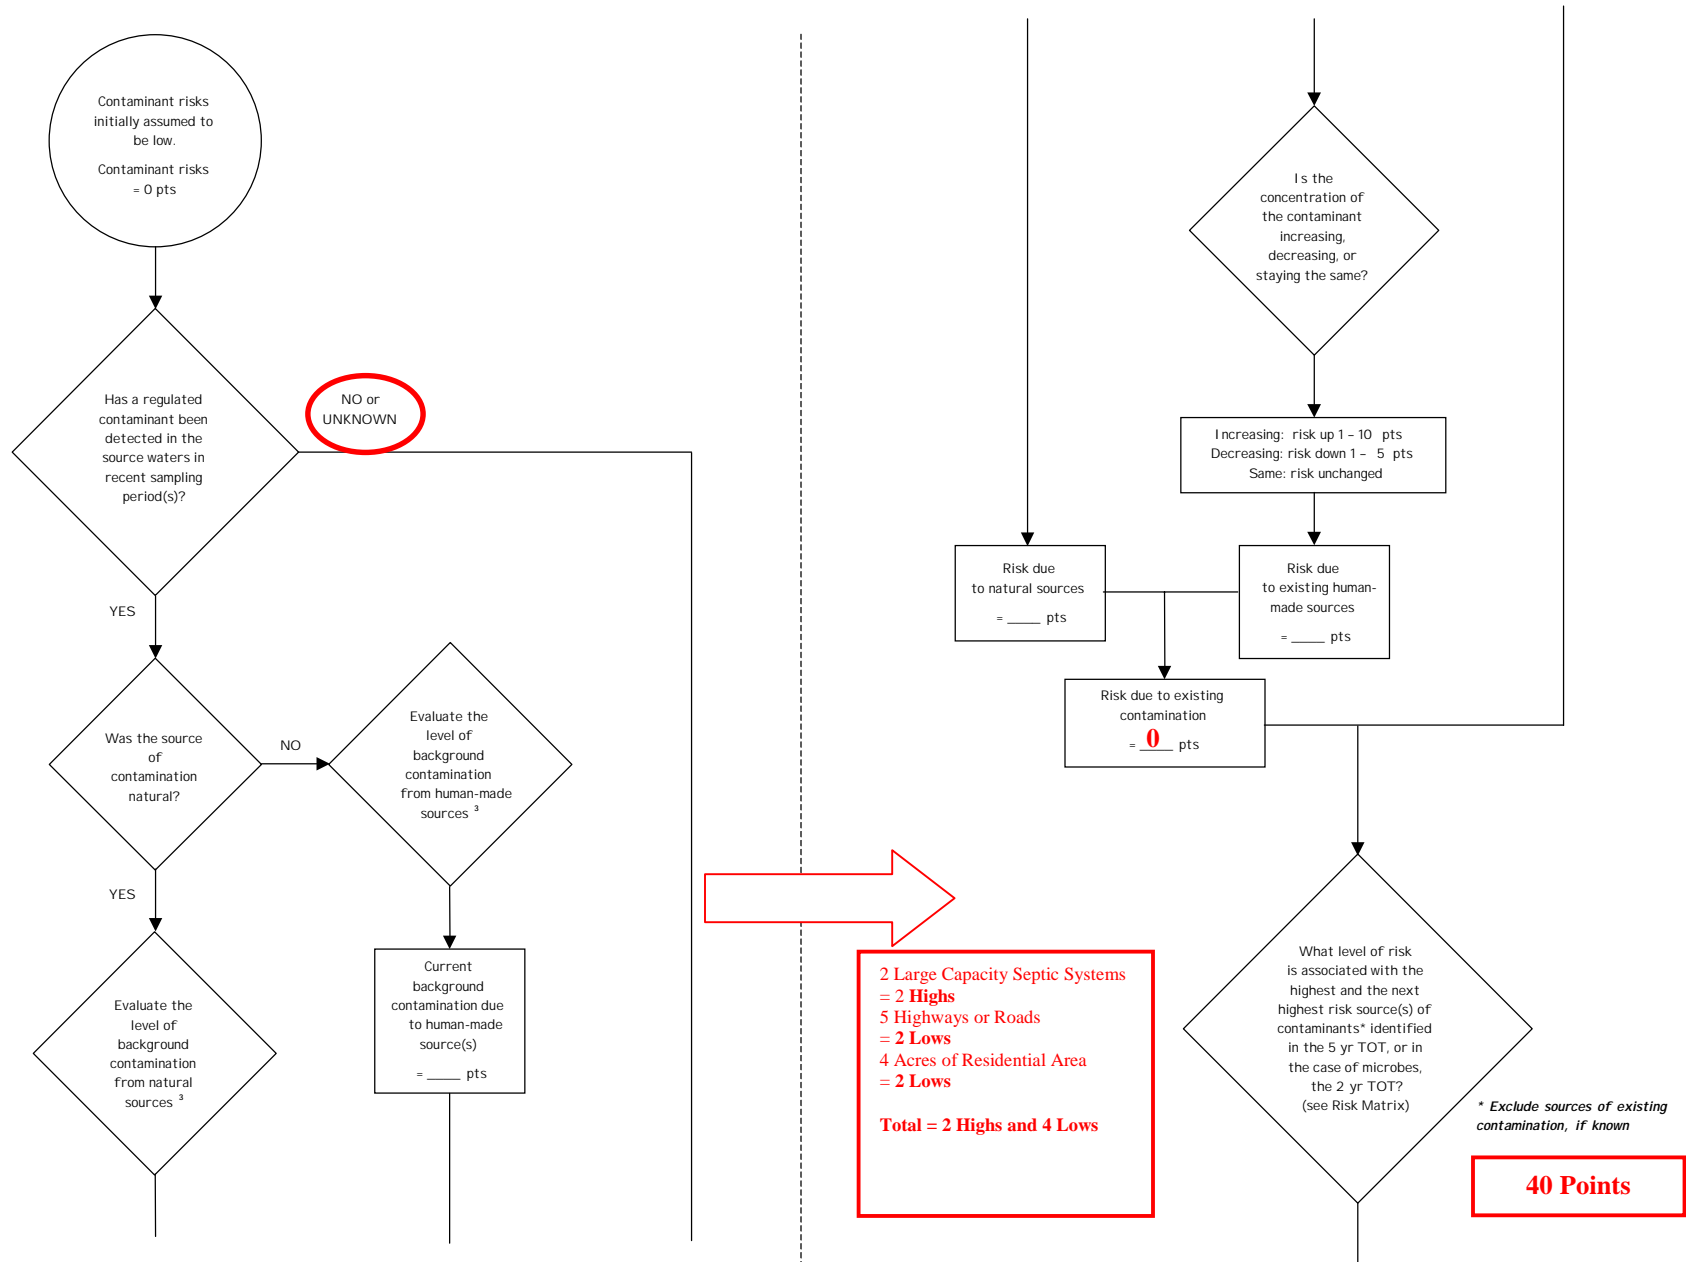 Contaminant risks
initially assumed to
be low.
Contaminant risks
= 0 pts
Has a regulated
contaminant been
detected in the
source waters in
recent sampling
period(s)?
NO or
UNKNOWN
YES
Was the source
of
contamination
natural?
NO
Evaluate the
level of
background
contamination
from human-made
sources ³
YES
Evaluate the
level of
background
contamination
from natural
sources ³
Current
background
contamination due
to human-made
source(s)
= _____ pts
Is the
concentration of
the contaminant
increasing,
decreasing, or
staying the same?
Increasing: risk up 1 – 10 pts
Decreasing: risk down 1 – 5 pts
Same: risk unchanged
Risk due
to natural sources
= _____ pts
Risk due
to existing human-
made sources
= _____ pts
Risk due to existing
contamination
= __0__ pts
2 Large Capacity Septic Systems
= 2 Highs
5 Highways or Roads
= 2 Lows
4 Acres of Residential Area
= 2 Lows
Total = 2 Highs and 4 Lows
What level of risk
is associated with the
highest and the next
highest risk source(s) of
contaminants* identified
in the 5 yr TOT, or in
the case of microbes,
the 2 yr TOT?
(see Risk Matrix)
* Exclude sources of existing
contamination, if known
40 Points